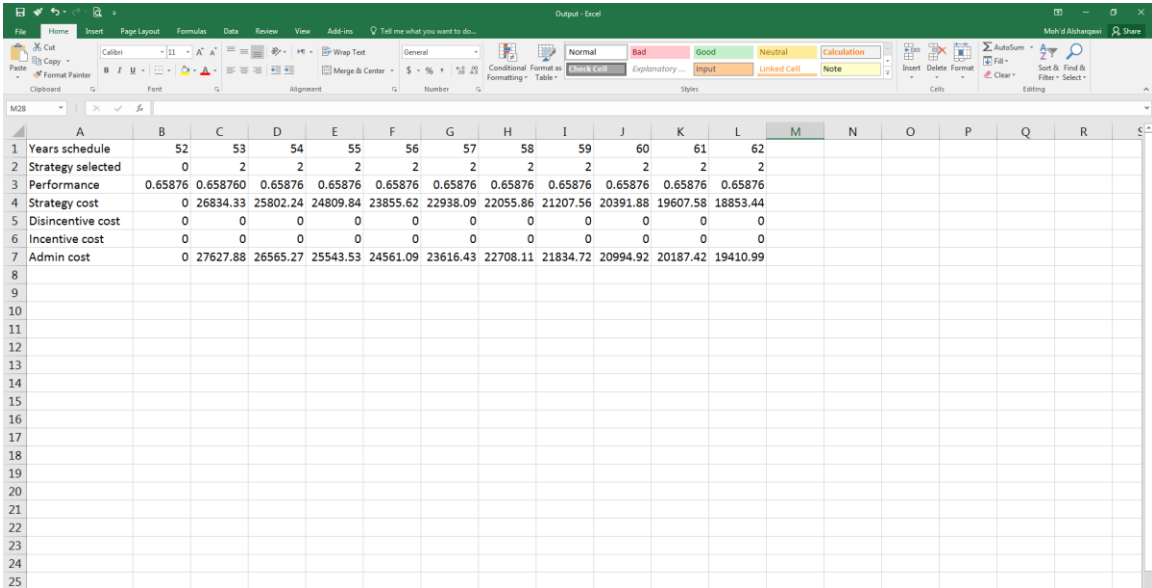 Output - Excel
File Home Insert Page Layout Formulas Data Review View Add-ins Tell me what you want to do... Moh'd Alsharqawi Share
Cut
Copy
Format Painter
Paste
Clipboard
Calibri 11
B I U
Font
Wrap Text
Merge & Center
Alignment
General
$ %
Number
Conditional Formatting
Format as Table
Normal Bad Good Neutral Calculation
Check Cell Explanatory ... Input Linked Cell Note
Styles
Insert Delete Format
Cells
AutoSum
Fill
Clear
Sort & Filter
Find & Select
Editing
M28 fx
A B C D E F G H I J K L M N O P Q R S
1 Years schedule 52 53 54 55 56 57 58 59 60 61 62
2 Strategy selected 0 2 2 2 2 2 2 2 2 2 2
3 Performance 0.65876 0.658760 0.65876 0.65876 0.65876 0.65876 0.65876 0.65876 0.65876 0.65876 0.65876
4 Strategy cost 0 26834.33 25802.24 24809.84 23855.62 22938.09 22055.86 21207.56 20391.88 19607.58 18853.44
5 Disincentive cost 0 0 0 0 0 0 0 0 0 0 0
6 Incentive cost 0 0 0 0 0 0 0 0 0 0 0
7 Admin cost 0 27627.88 26565.27 25543.53 24561.09 23616.43 22708.11 21834.72 20994.92 20187.42 19410.99
8
9
10
11
12
13
14
15
16
17
18
19
20
21
22
23
24
25